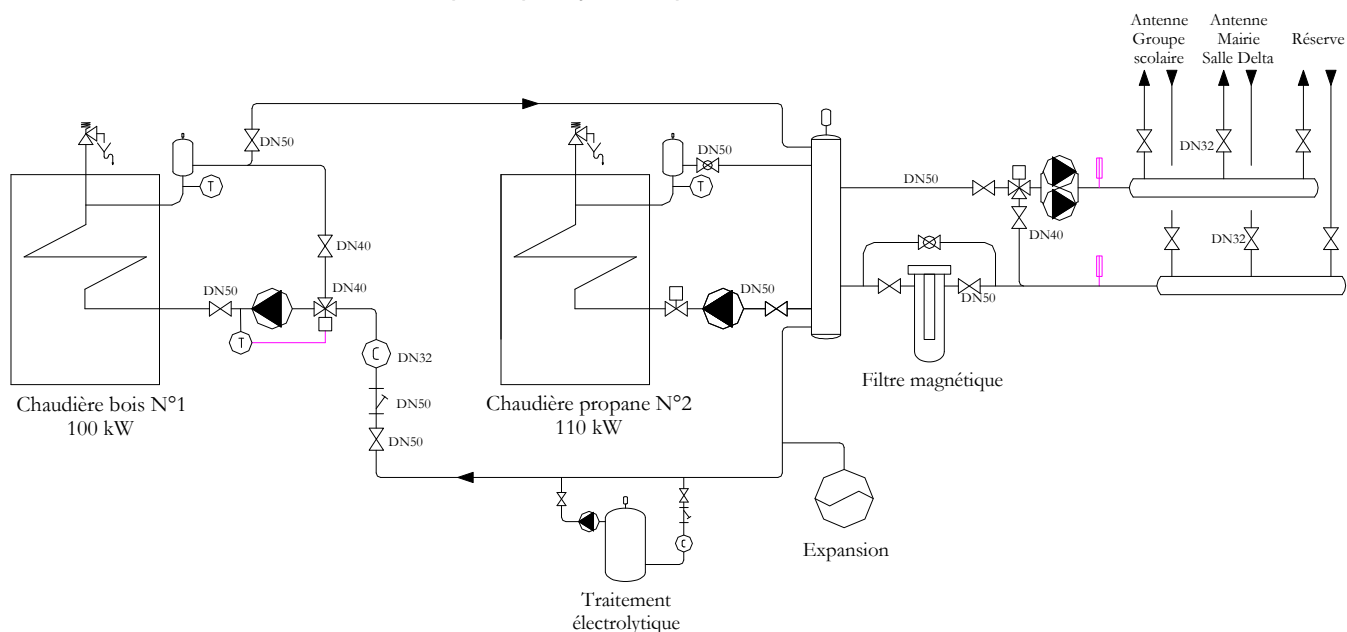 Antenne
Groupe
scolaire
Antenne
Mairie
Salle Delta
Réserve
DN50
DN50
DN32
DN50
T
T
DN40
DN40
DN32
DN40
DN50
DN50
DN50
T
C
DN32
Filtre magnétique
Chaudière bois N°1
100 kW
DN50
Chaudière propane N°2
110 kW
DN50
C
Expansion
Traitement
électrolytique